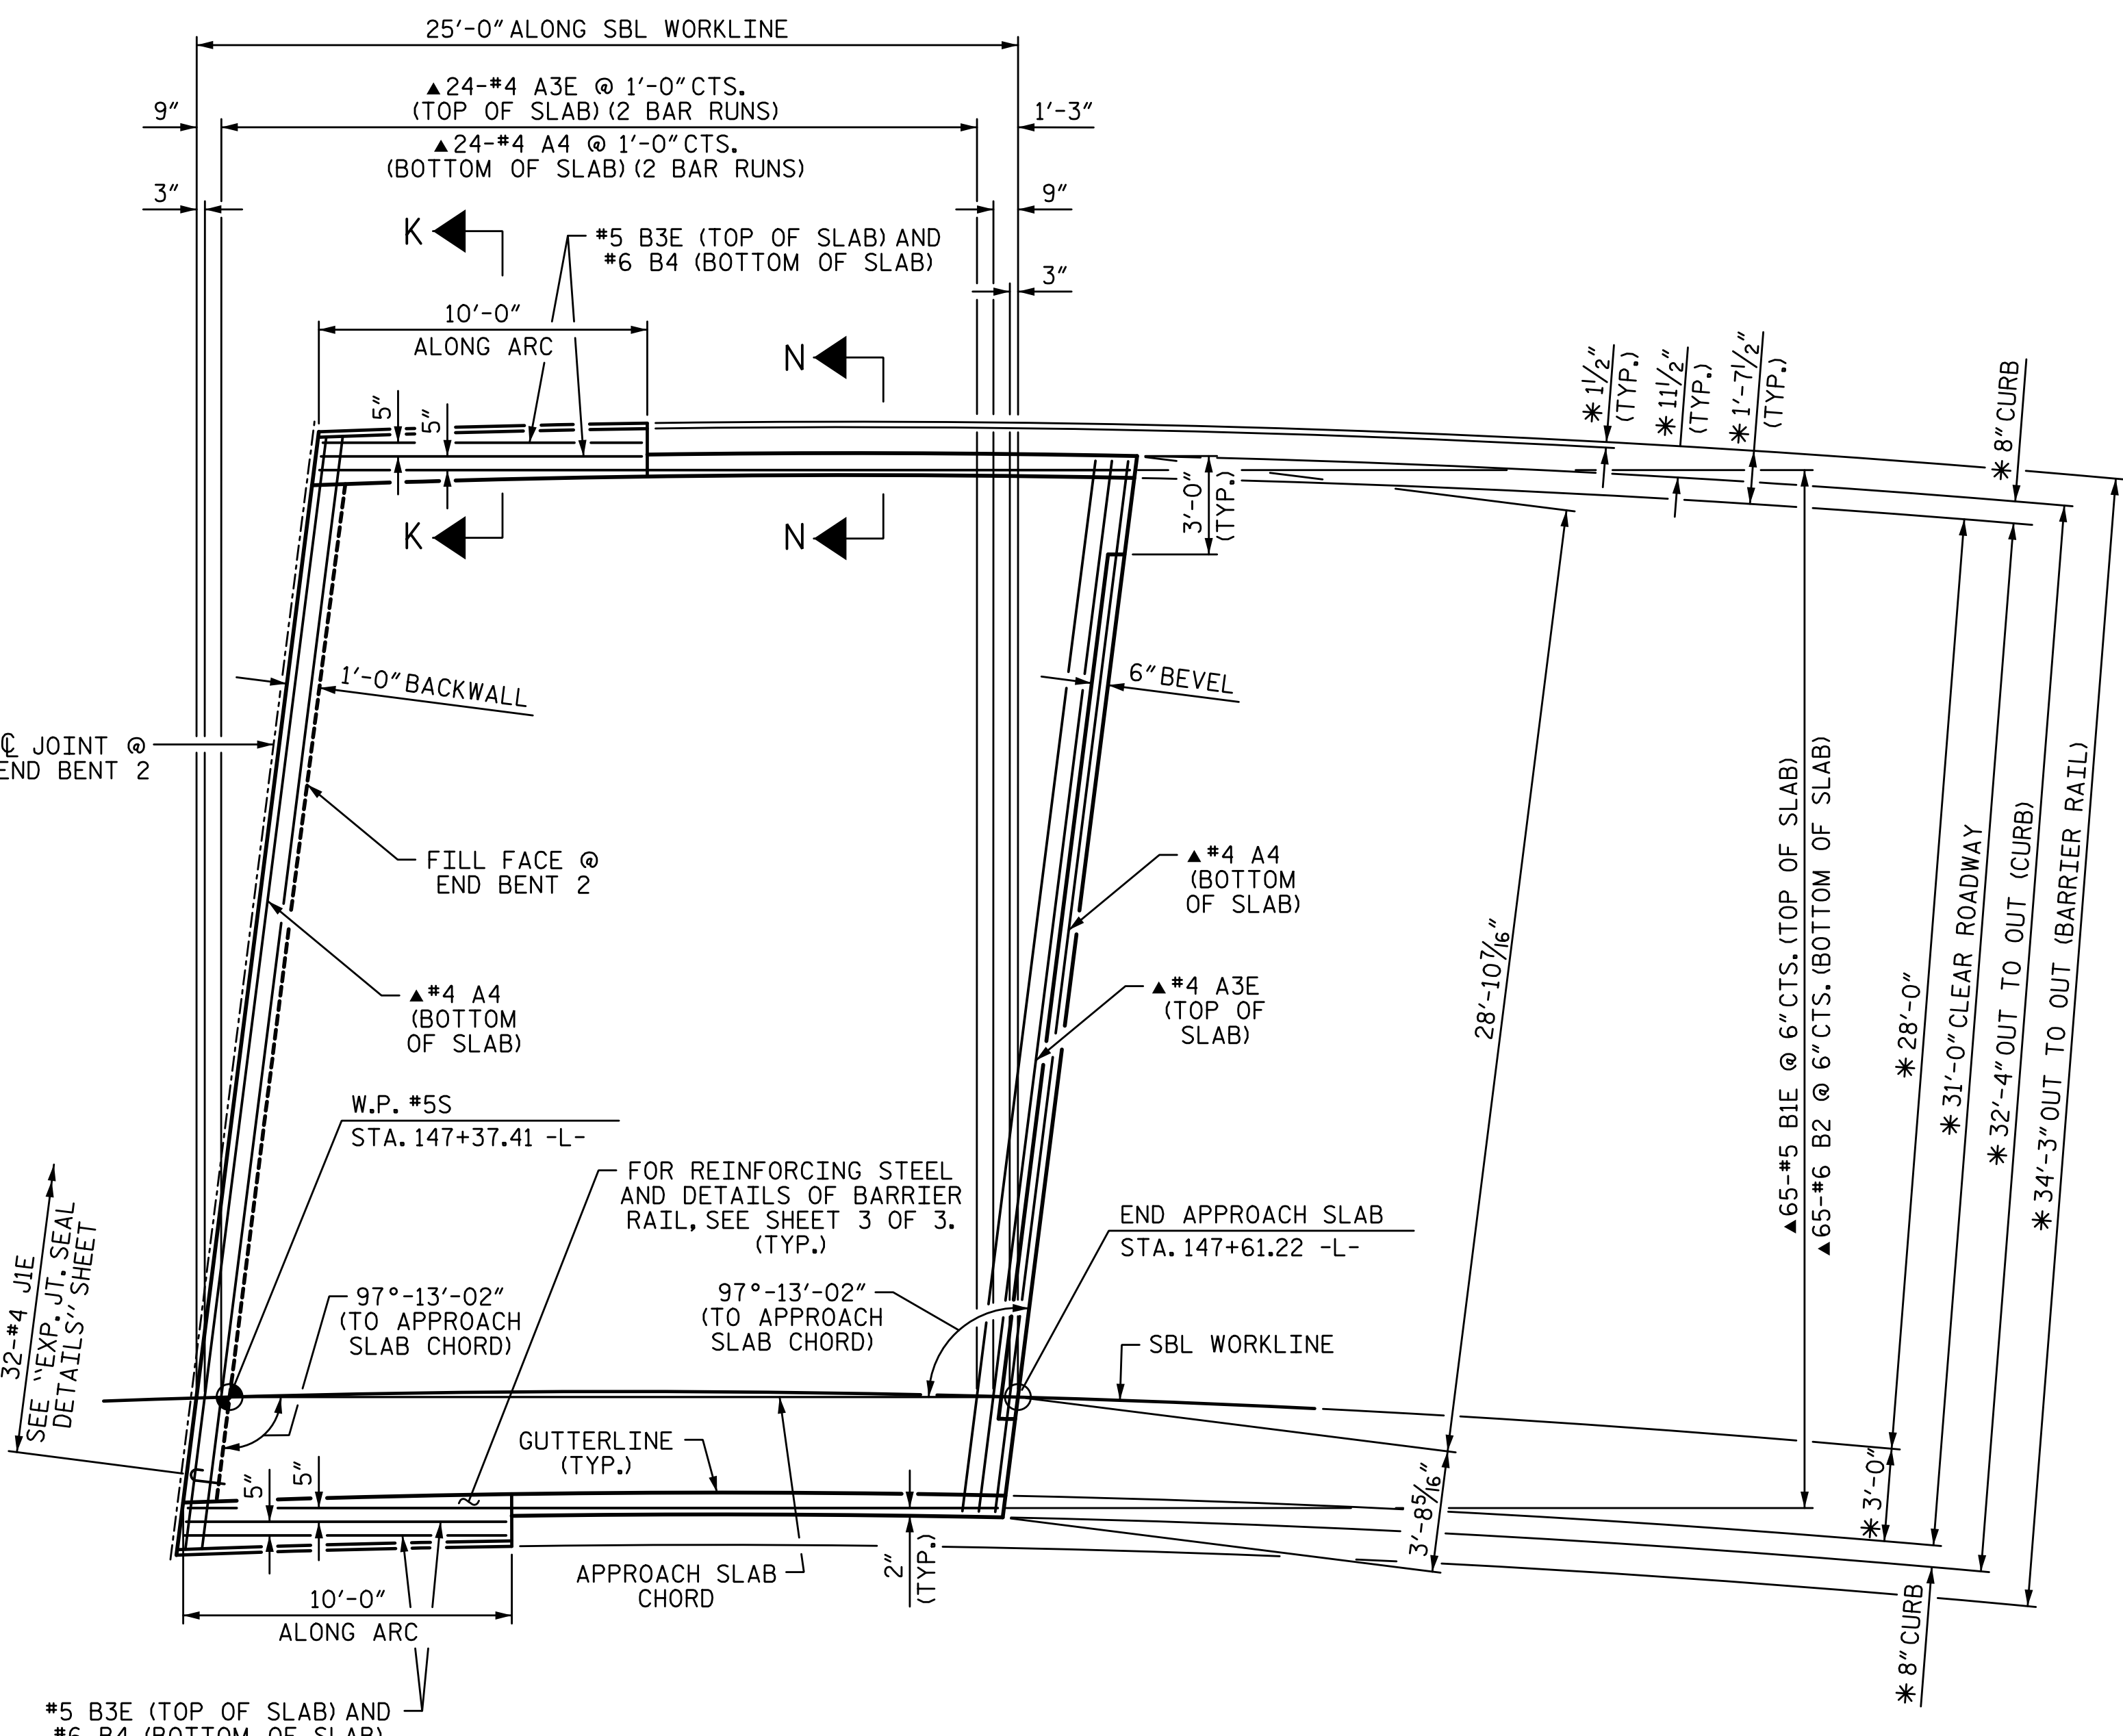 25'-0" ALONG SBL WORKLINE
▲24-#4 A3E @ 1'-0" CTS.
(TOP OF SLAB) (2 BAR RUNS)
9"
1'-3"
▲24-#4 A4 @ 1'-0" CTS.
(BOTTOM OF SLAB) (2 BAR RUNS)
3"
9"
K
#5 B3E (TOP OF SLAB) AND
#6 B4 (BOTTOM OF SLAB)
3"
10'-0"
ALONG ARC
N
✳1½"
(TYP.)
✳11½"
(TYP.)
✳1'-7½"
(TYP.)
✳8" CURB
5"
5"
3'-0"
(TYP.)
K
N
1'-0" BACKWALL
6" BEVEL
℄ JOINT @
END BENT 2
FILL FACE @
END BENT 2
▲#4 A4
(BOTTOM
OF SLAB)
▲#4 A4
(BOTTOM
OF SLAB)
▲#4 A3E
(TOP OF
SLAB)
28'-10⁷⁄₁₆"
▲65-#5 B1E @ 6" CTS. (TOP OF SLAB)
▲65-#6 B2 @ 6" CTS. (BOTTOM OF SLAB)
✳28'-0"
✳31'-0" CLEAR ROADWAY
✳32'-4" OUT TO OUT (CURB)
✳34'-3" OUT TO OUT (BARRIER RAIL)
W.P. #5S
STA. 147+37.41 -L-
FOR REINFORCING STEEL
AND DETAILS OF BARRIER
RAIL, SEE SHEET 3 OF 3.
(TYP.)
END APPROACH SLAB
STA. 147+61.22 -L-
32-#4 J1E
SEE "EXP. JT. SEAL
DETAILS" SHEET
97°-13'-02"
(TO APPROACH
SLAB CHORD)
97°-13'-02"
(TO APPROACH
SLAB CHORD)
SBL WORKLINE
GUTTERLINE
(TYP.)
5"
5"
3'-8⁵⁄₁₆"
✳3'-0"
2"
(TYP.)
APPROACH SLAB
CHORD
10'-0"
ALONG ARC
✳8" CURB
#5 B3E (TOP OF SLAB) AND
#6 B4 (BOTTOM OF SLAB)